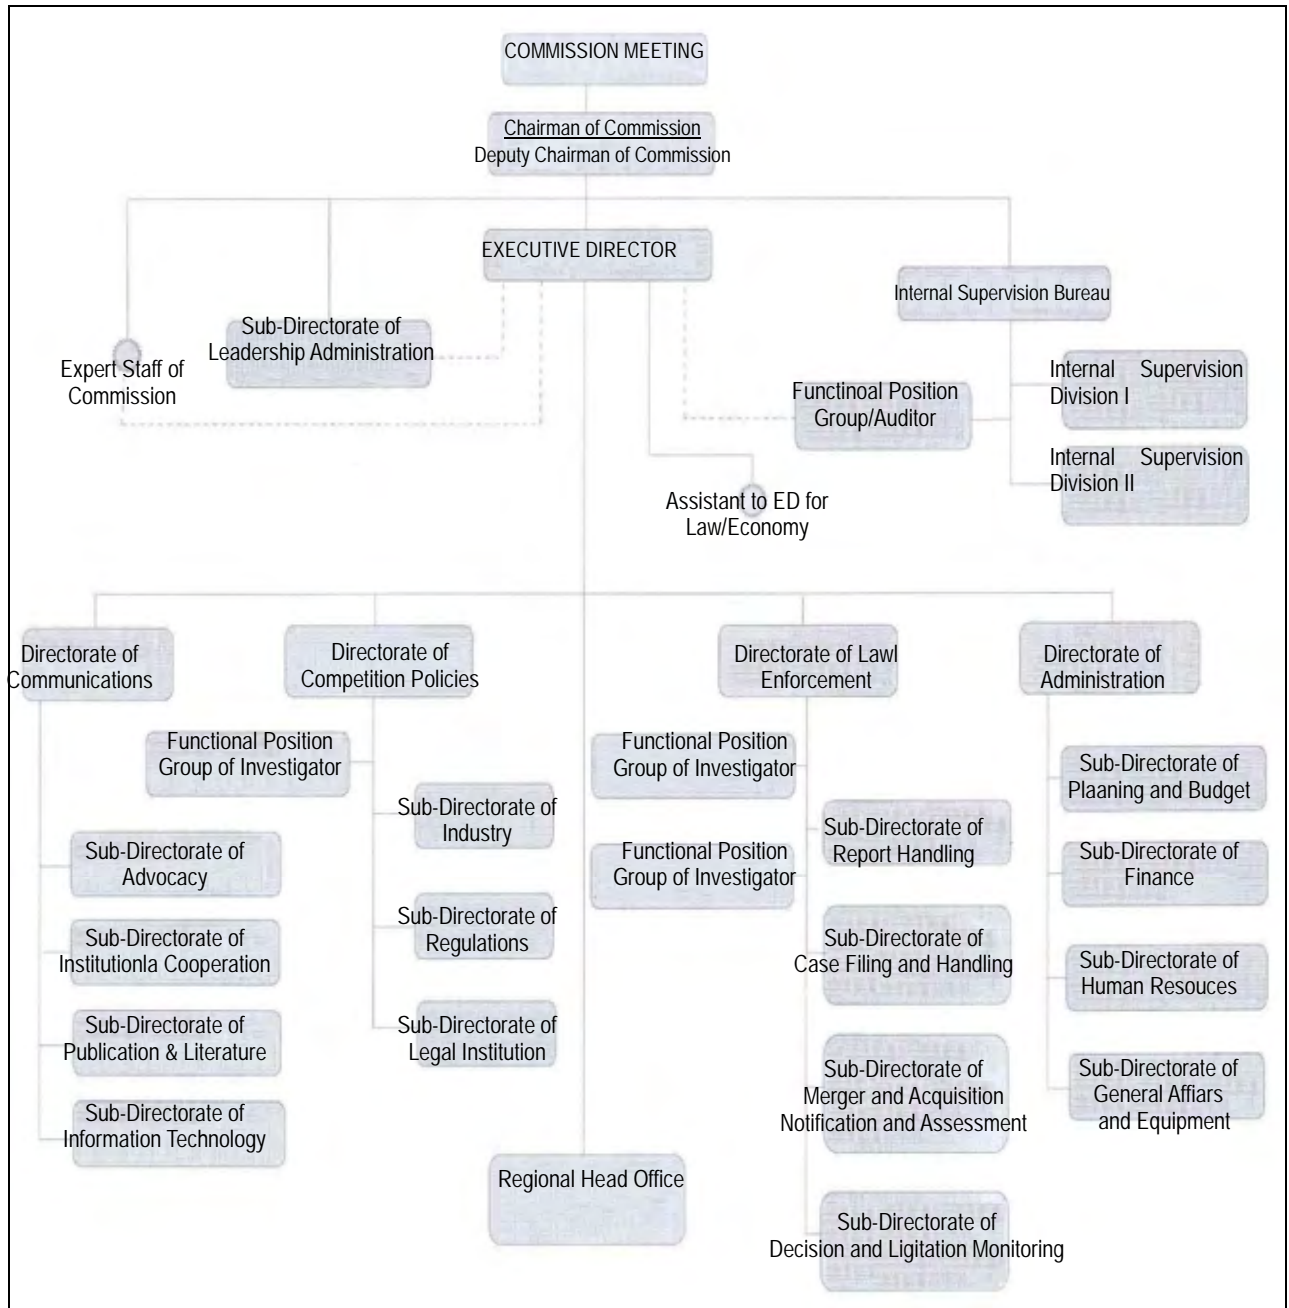 COMMISSION MEETING
Chairman of Commission
Deputy Chairman of Commission
EXECUTIVE DIRECTOR
Internal Supervision Bureau
Sub-Directorate of
Leadership Administration
Expert Staff of
Commission
Internal Supervision
Division I
Functinoal Position
Group/Auditor
Internal Supervision
Division II
Assistant to ED for
Law/Economy
Directorate of
Communications
Directorate of
Competition Policies
Directorate of Lawl
Enforcement
Directorate of
Administration
Functional Position
Group of Investigator
Sub-Directorate of
Advocacy
Sub-Directorate of
Institutionla Cooperation
Sub-Directorate of
Publication & Literature
Sub-Directorate of
Information Technology
Sub-Directorate of
Industry
Sub-Directorate of
Regulations
Sub-Directorate of
Legal Institution
Functional Position
Group of Investigator
Functional Position
Group of Investigator
Sub-Directorate of
Report Handling
Sub-Directorate of
Case Filing and Handling
Sub-Directorate of
Merger and Acquisition
Notification and Assessment
Sub-Directorate of
Decision and Ligitation Monitoring
Sub-Directorate of
Plaaning and Budget
Sub-Directorate of
Finance
Sub-Directorate of
Human Resouces
Sub-Directorate of
General Affiars
and Equipment
Regional Head Office